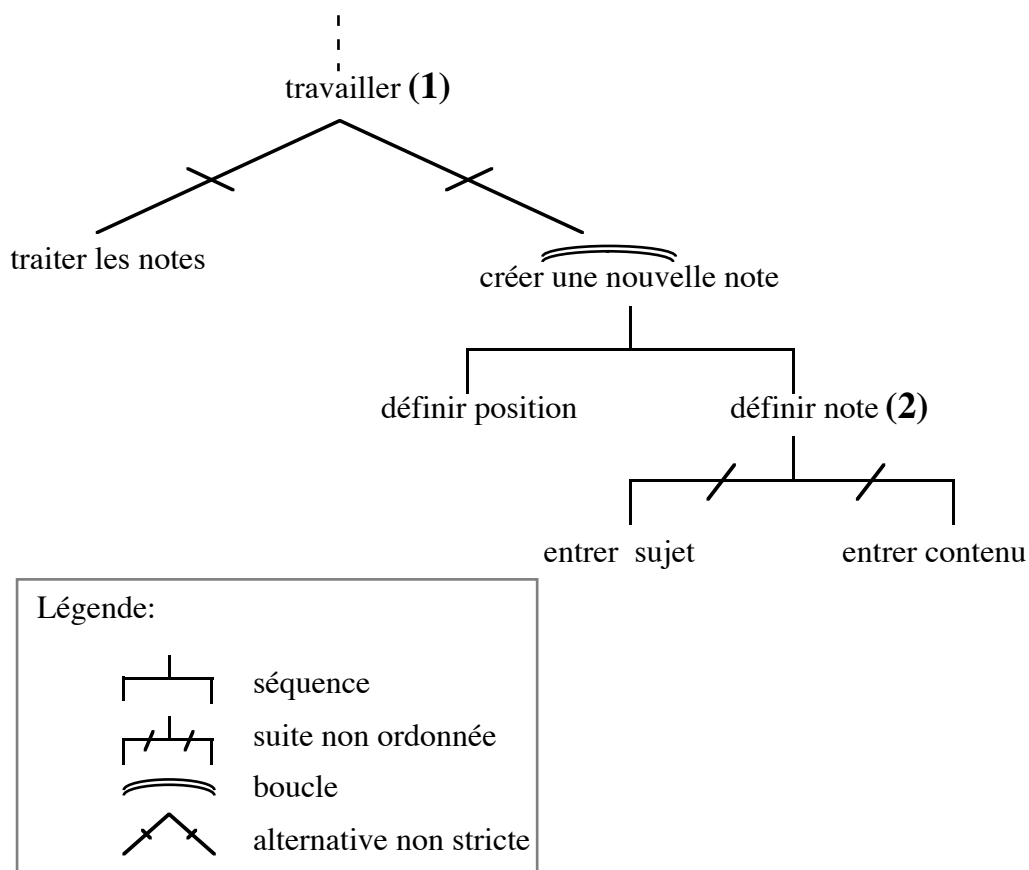 travailler (1)
traiter les notes
créer une nouvelle note
définir position
définir note (2)
entrer sujet
entrer contenu
Légende:
séquence
suite non ordonnée
boucle
alternative non stricte